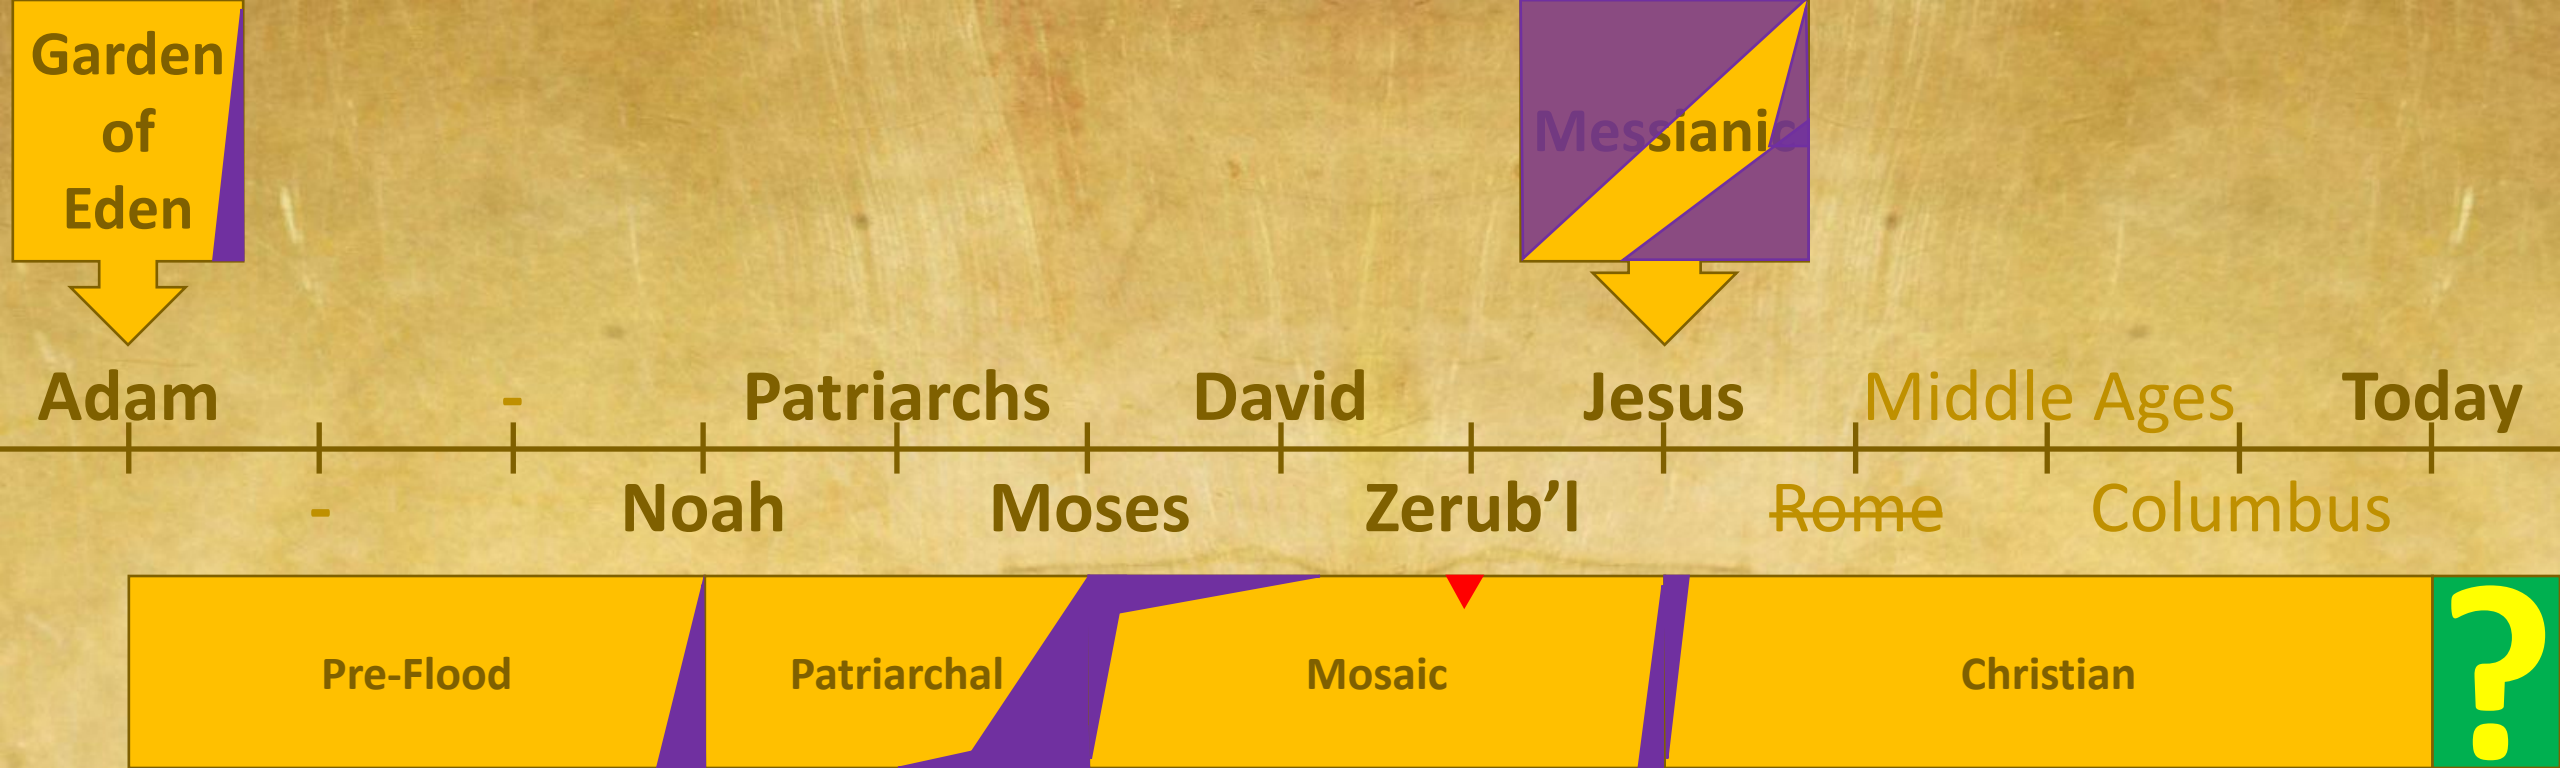 Garden
of
Eden
Messianic
Adam
-
Patriarchs
David
Jesus
Middle Ages
Today
-
Noah
Moses
Zerub’l
Rome
Columbus
Pre-Flood
Patriarchal
Mosaic
Christian
?